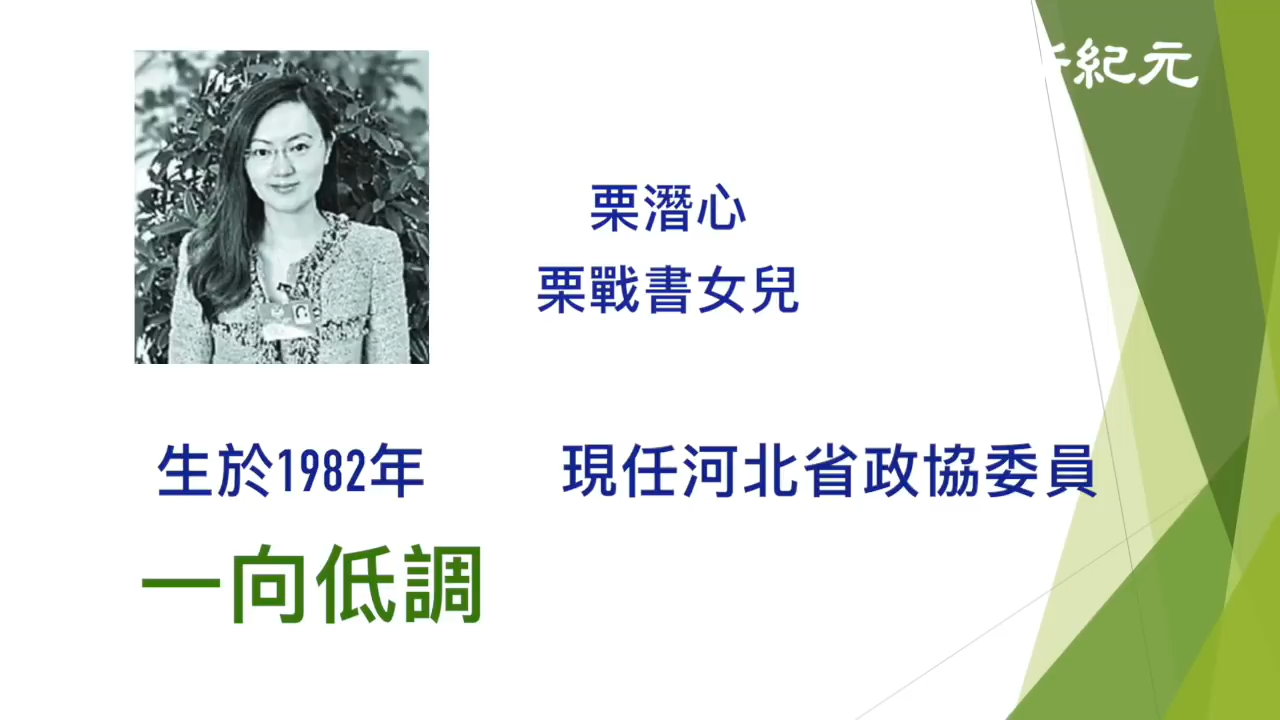 紀元
栗潛心
栗戰書女兒
生於1982年
現任河北省政協委員
一向低調